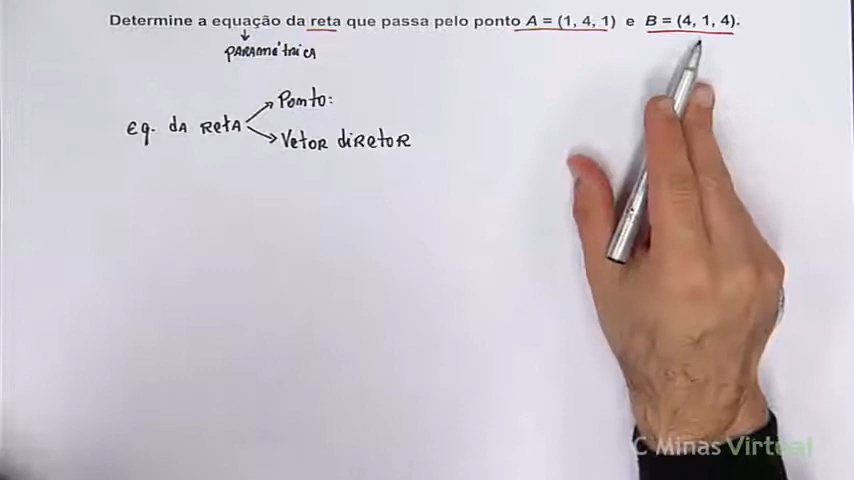 Determine a equação da reta que passa pelo ponto A = (1, 4, 1) e B = (4, 1, 4).
paramétrica
Eq. da reta
Ponto:
Vetor diretor
C Minas Virtual